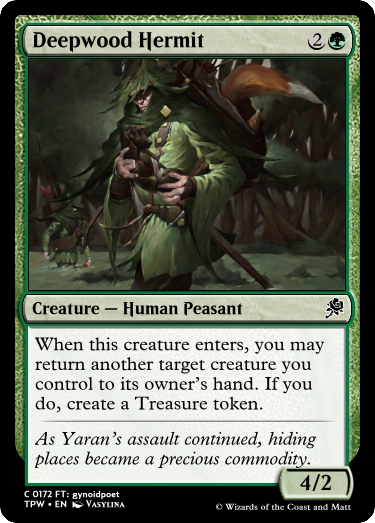 Deepwood Hermit 2
Creature — Human Peasant
When this creature enters, you may
return another target creature you
control to its owner's hand. If you
do, create a Treasure token.
As Yaran's assault continued, hiding
places became a precious commodity.
4/2
C 0172 FT: gynoidpoet
TPW • EN Vasylina
© Wizards of the Coast and Matt